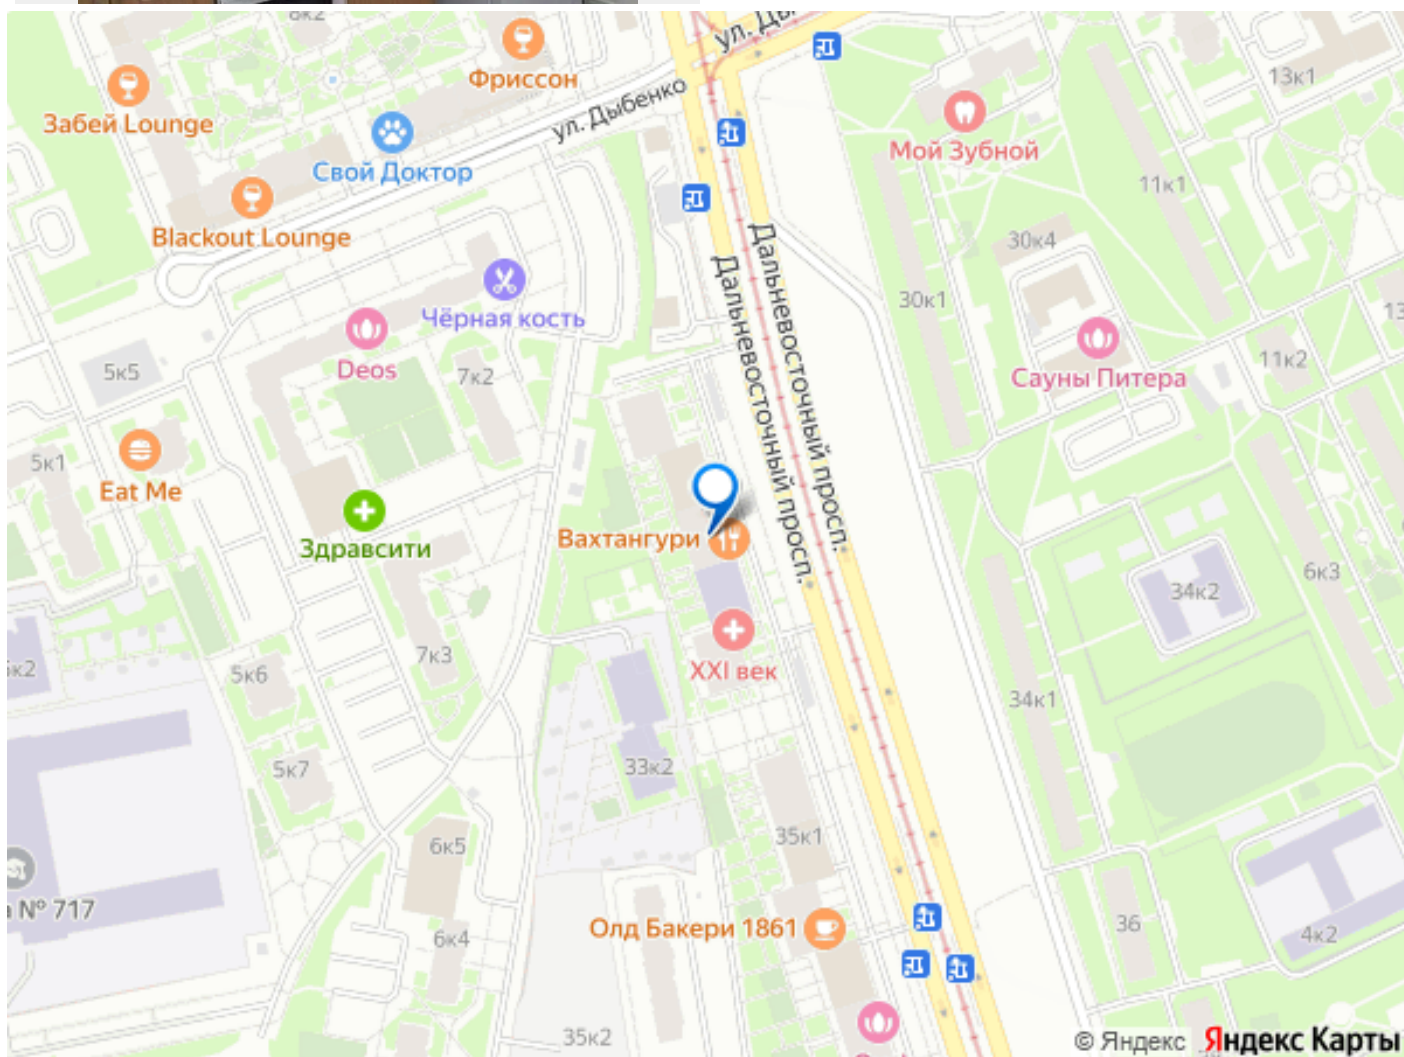 8к2
ул. Ды
Фриссон
13к1
Забей Lounge
ул. Дыбенко
Мой Зубной
Свой Доктор
11к1
Blackout Lounge
30к4
Дальневосточный просп.
Дальневосточный просп.
30к1
Чёрная кость
13
Deos
7к2
5к5
Сауны Питера
11к2
5к1
Eat Me
Вахтангури
Здравсити
6к3
34к2
XXI век
7к3
5к6
34к1
33к2
5к7
35к1
6к5
№ 717
Олд Бакери 1861
36
4к2
6к4
35к2
© Яндекс Яндекс Карты